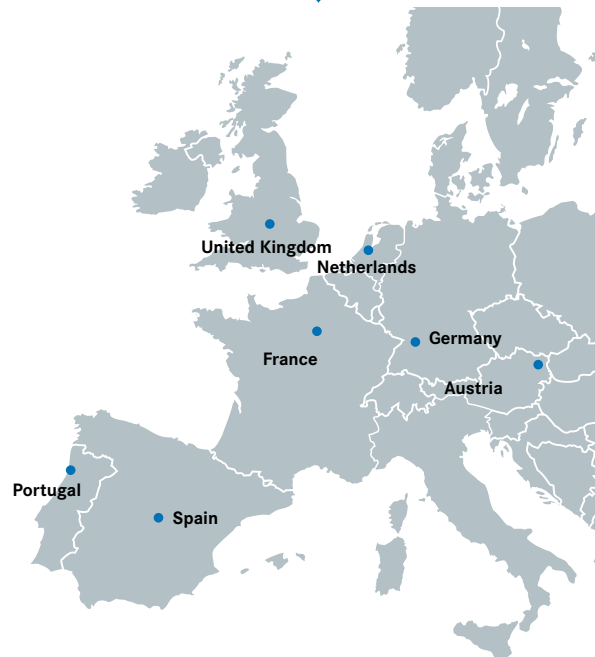 United Kingdom
Netherlands
Germany
France
Austria
Portugal
Spain